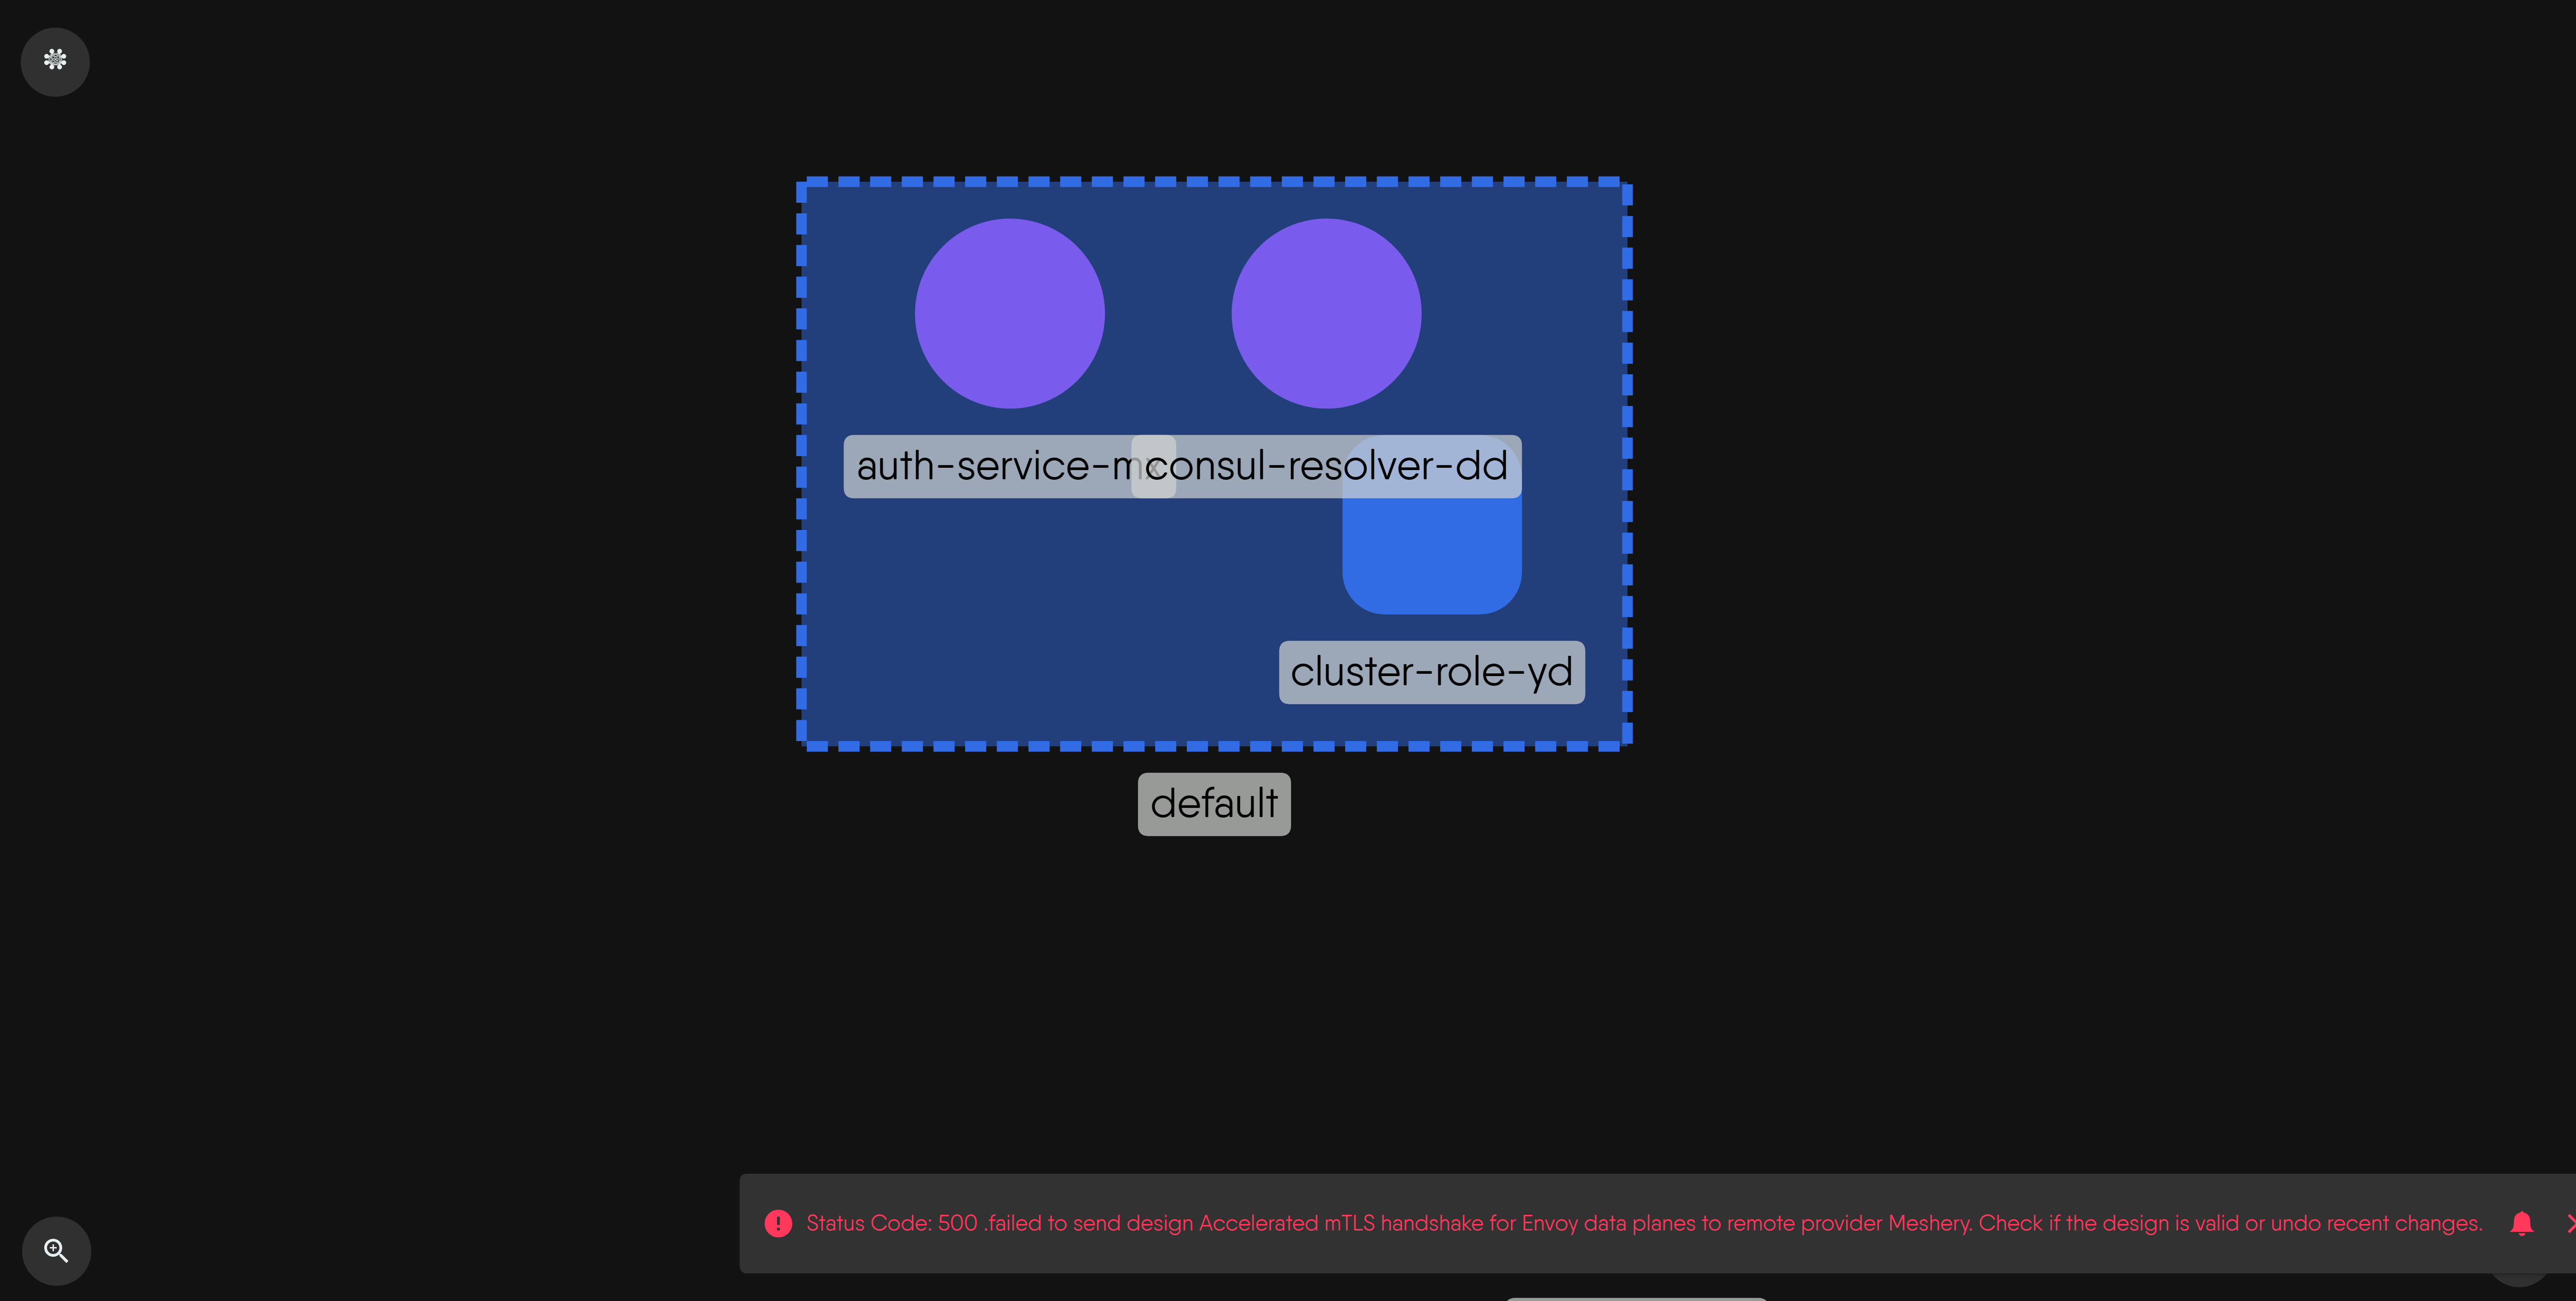 auth-service-mx
consul-resolver-dd
cluster-role-yd
default
Status Code: 500 .failed to send design Accelerated mTLS handshake for Envoy data planes to remote provider Meshery. Check if the design is valid or undo recent changes.